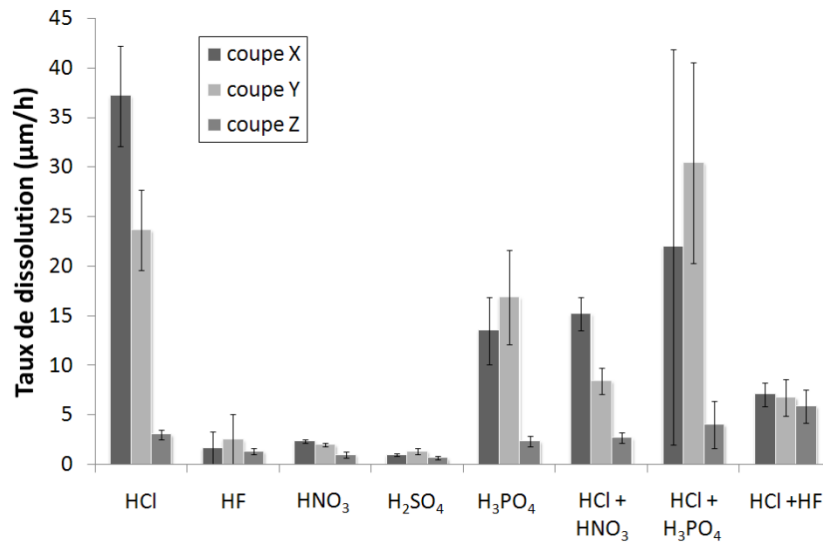 45
40
35
30
25
20
15
10
5
0
Taux de dissolution (µm/h)
coupe X
coupe Y
coupe Z
HCl
HF
HNO₃
H₂SO₄
H₃PO₄
HCl +
HNO₃
HCl +
H₃PO₄
HCl +HF